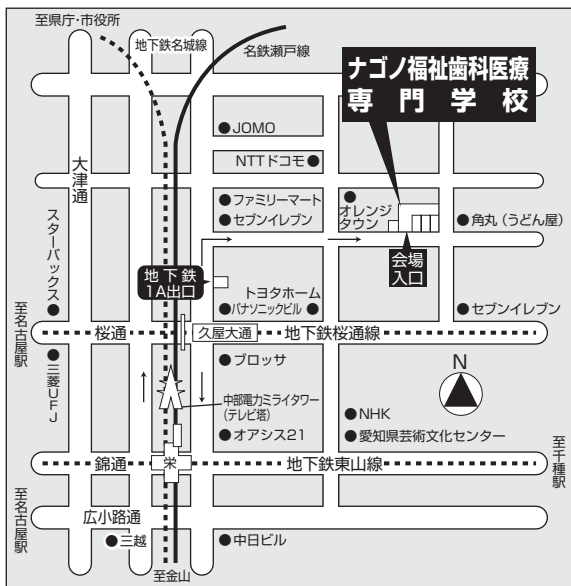 至県庁・市役所
地下鉄名城線
名鉄瀬戸線
ナゴノ福祉歯科医療
専門学校
JOMO
NTTドコモ
大津通
ファミリーマート
セブンイレブン
オレンジ
タウン
角丸（うどん屋）
スターバックス
地下鉄
1A出口
会場
入口
トヨタホーム
パナソニックビル
セブンイレブン
至名古屋駅
桜通
久屋大通
地下鉄桜通線
三菱UFJ
ブロッサ
N
中部電力ミライタワー
（テレビ塔）
NHK
オアシス21
愛知県芸術文化センター
至千種駅
錦通
栄
地下鉄東山線
至名古屋駅
広小路通
三越
中日ビル
至金山